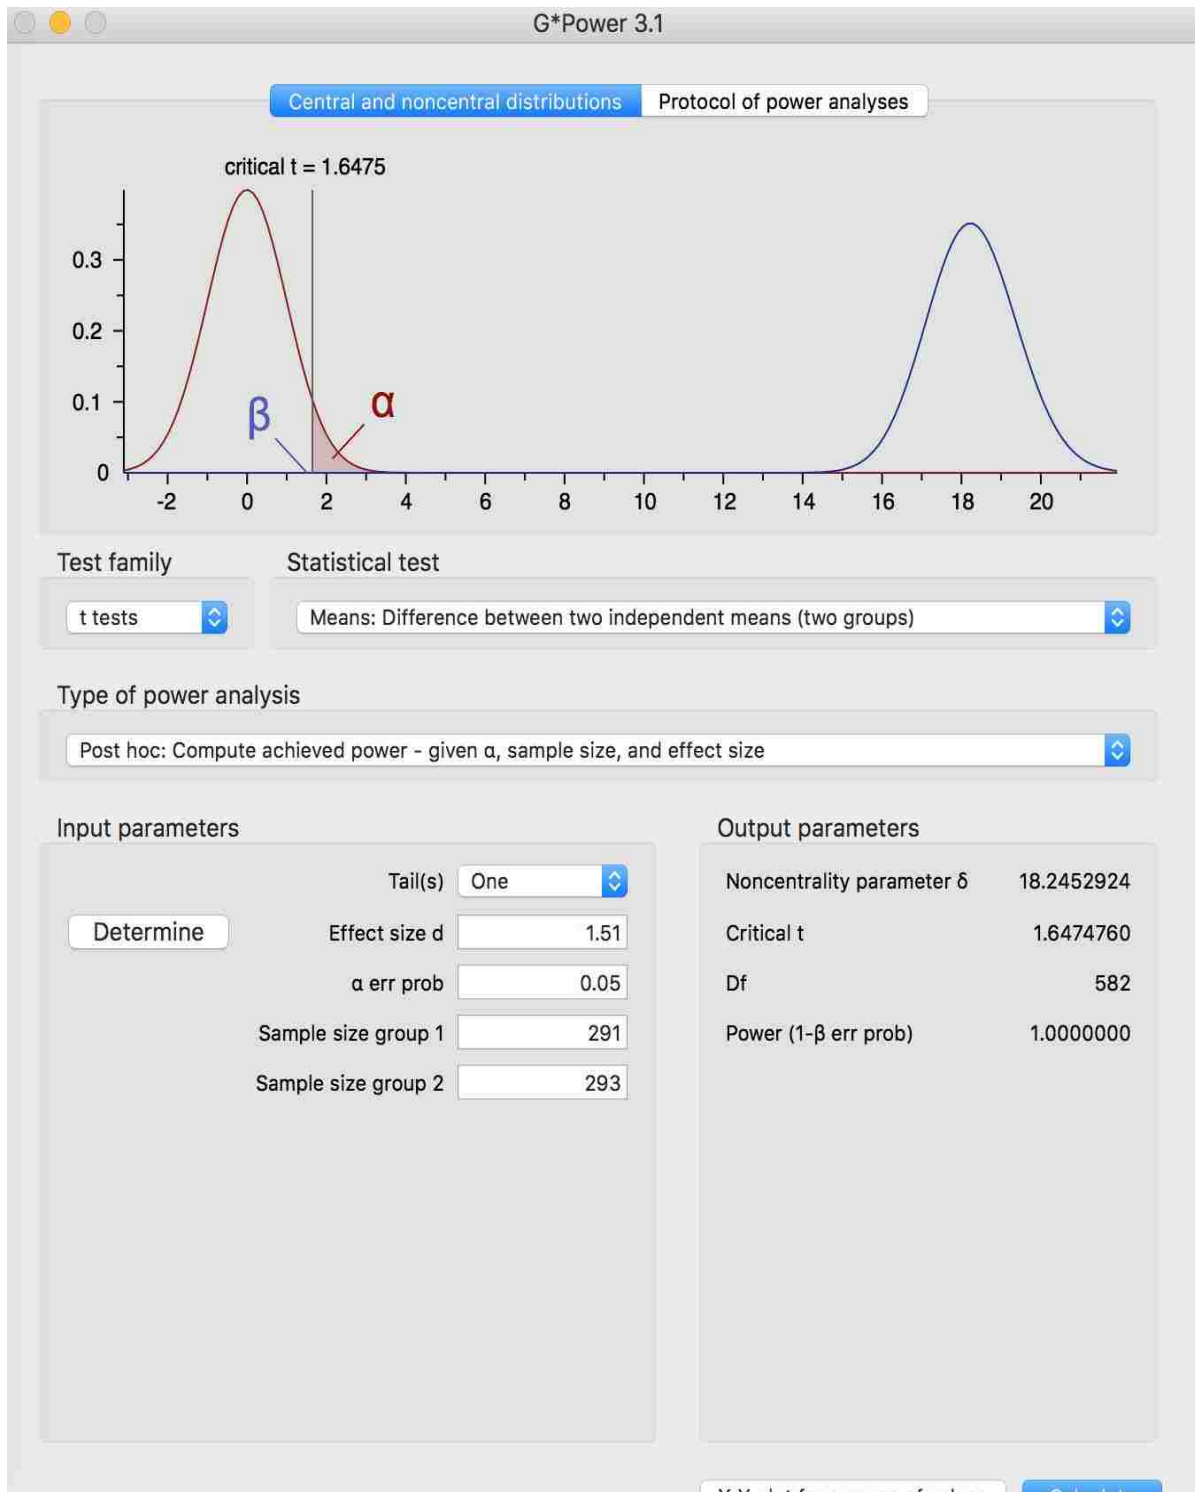 G*Power 3.1
Central and noncentral distributions Protocol of power analyses
critical t = 1.6475
0.3
0.2
0.1
0
β α
-2 0 2 4 6 8 10 12 14 16 18 20
Test family Statistical test
t tests Means: Difference between two independent means (two groups)
Type of power analysis
Post hoc: Compute achieved power - given α, sample size, and effect size
Input parameters Output parameters
Tail(s) One Noncentrality parameter δ 18.2452924
Determine Effect size d 1.51 Critical t 1.6474760
α err prob 0.05 Df 582
Sample size group 1 291 Power (1-β err prob) 1.0000000
Sample size group 2 293